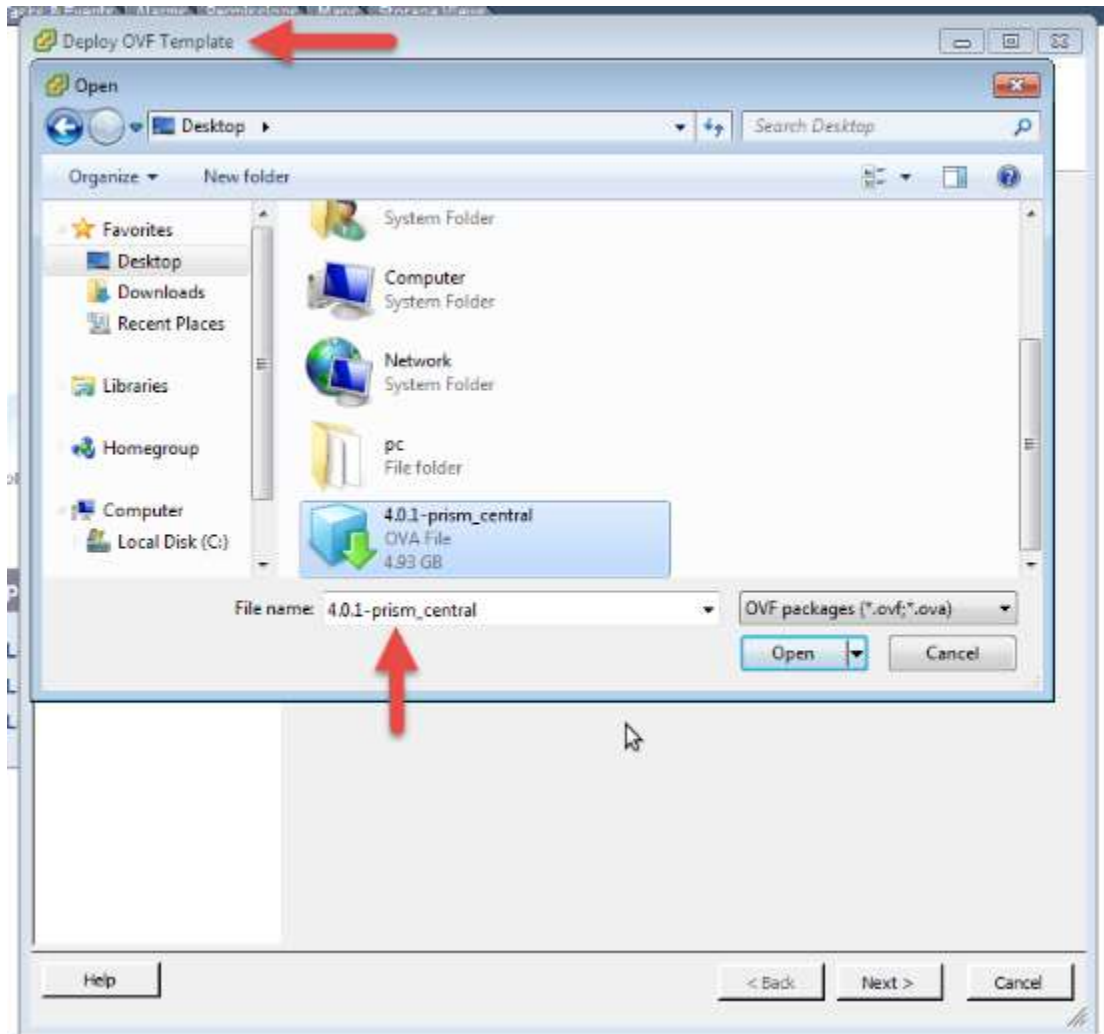 Deploy OVF Template
Open
Desktop
Search Desktop
Organize
New folder
Favorites
Desktop
Downloads
Recent Places
Libraries
Homegroup
Computer
Local Disk (C:)
System Folder
Computer
System Folder
Network
System Folder
pc
File folder
4.0.1-prism_central
OVA File
4.93 GB
File name: 4.0.1-prism_central
OVF packages (*.ovf;*.ova)
Open
Cancel
Help
< Back
Next >
Cancel